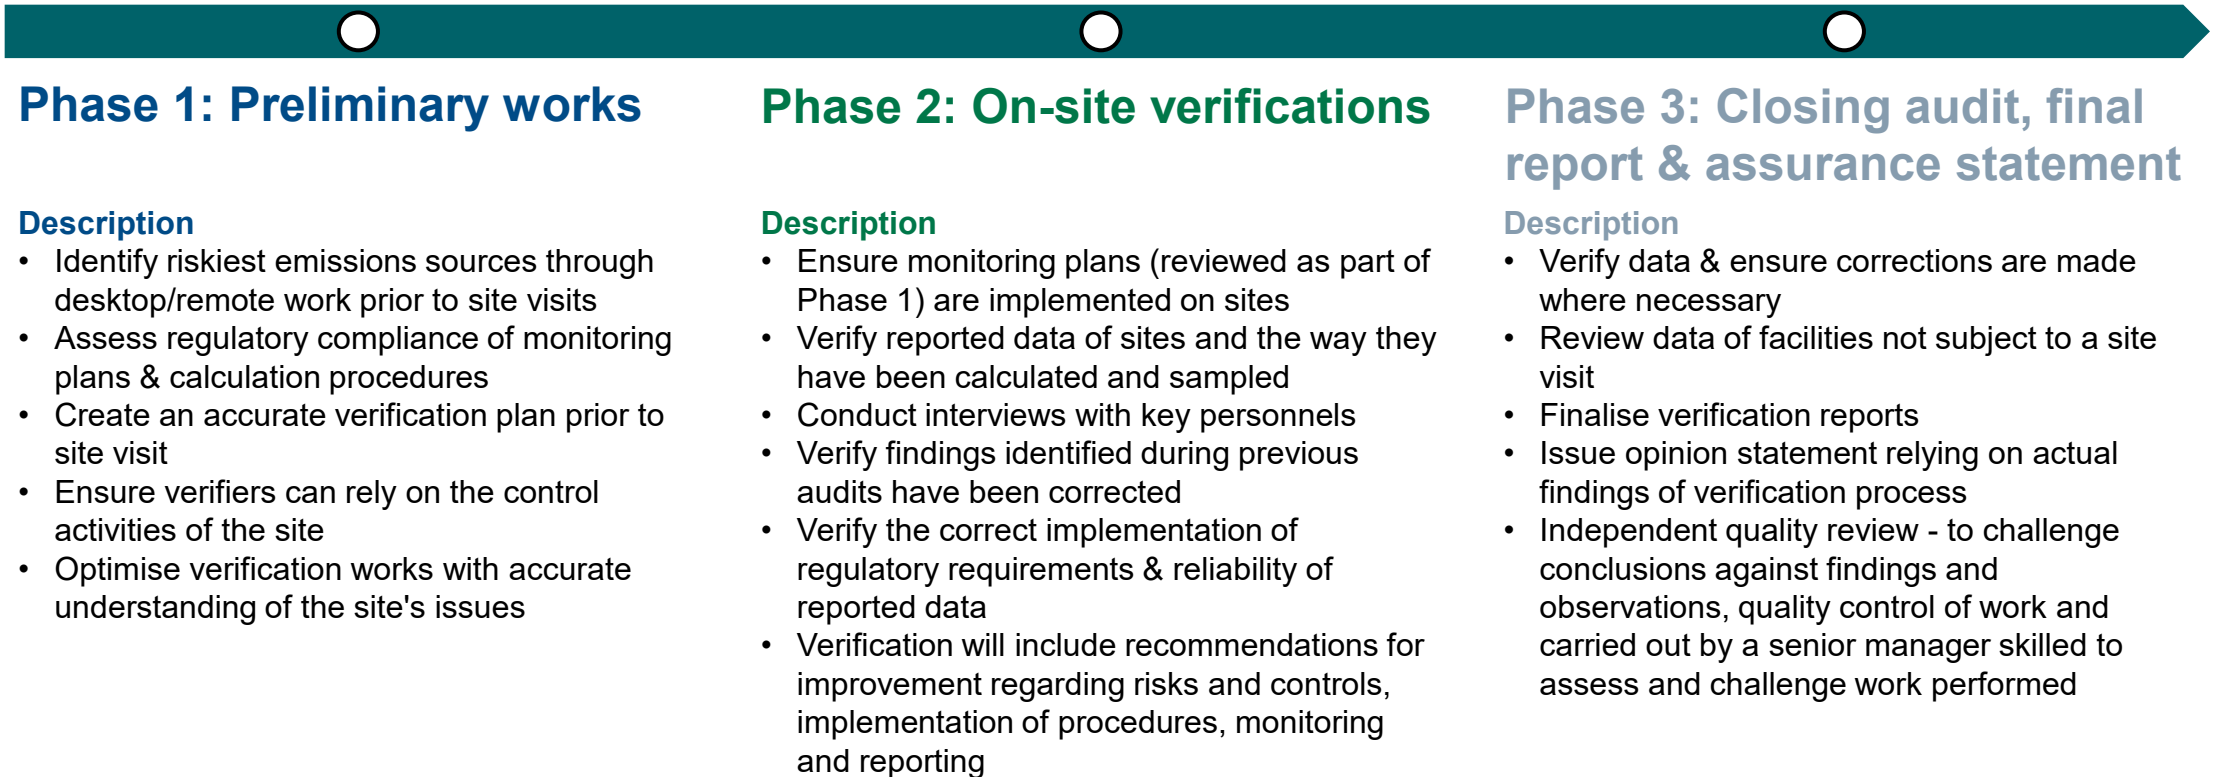 Phase 1: Preliminary works
Description
• Identify riskiest emissions sources through
desktop/remote work prior to site visits
• Assess regulatory compliance of monitoring
plans & calculation procedures
• Create an accurate verification plan prior to
site visit
• Ensure verifiers can rely on the control
activities of the site
• Optimise verification works with accurate
understanding of the site's issues
Phase 2: On-site verifications
Description
• Ensure monitoring plans (reviewed as part of
Phase 1) are implemented on sites
• Verify reported data of sites and the way they
have been calculated and sampled
• Conduct interviews with key personnels
• Verify findings identified during previous
audits have been corrected
• Verify the correct implementation of
regulatory requirements & reliability of
reported data
• Verification will include recommendations for
improvement regarding risks and controls,
implementation of procedures, monitoring
and reporting
Phase 3: Closing audit, final
report & assurance statement
Description
• Verify data & ensure corrections are made
where necessary
• Review data of facilities not subject to a site
visit
• Finalise verification reports
• Issue opinion statement relying on actual
findings of verification process
• Independent quality review - to challenge
conclusions against findings and
observations, quality control of work and
carried out by a senior manager skilled to
assess and challenge work performed